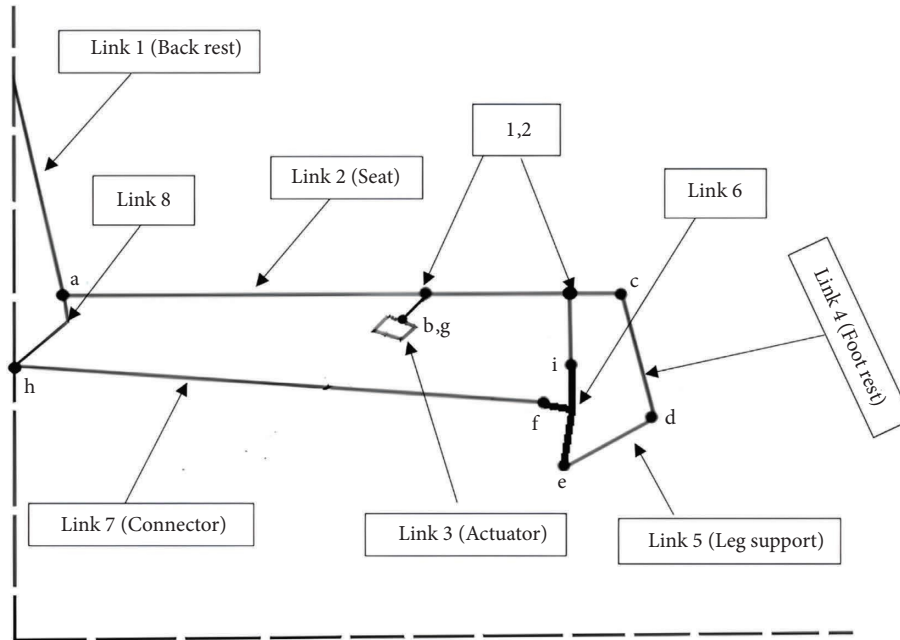 Link 1 (Back rest)
1,2
Link 2 (Seat)
Link 6
Link 8
a
c
Link 4 (Foot rest)
b,g
i
h
f
d
e
Link 7 (Connector)
Link 3 (Actuator)
Link 5 (Leg support)